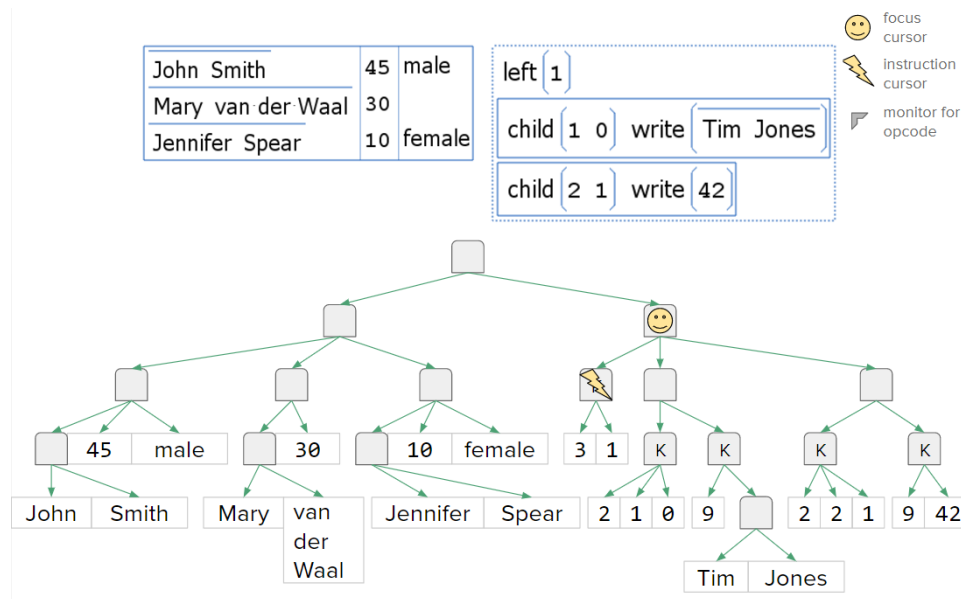 focus
cursor
instruction
cursor
monitor for
opcode
John Smith 45 male
Mary van der Waal 30
Jennifer Spear 10 female
left (1)
child (1 0) write (Tim Jones)
child (2 1) write (42)
45 male 30 10 female 3 1 K K K K
John Smith Mary van der Waal Jennifer Spear 2 1 0 9 2 2 1 9 42
Tim Jones